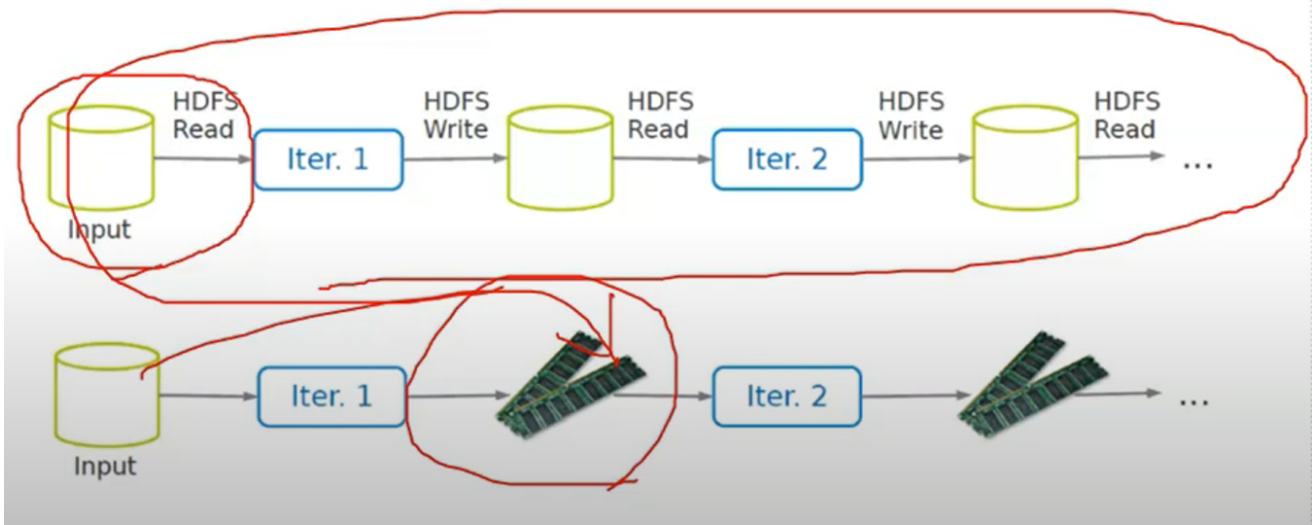 HDFS
Read
HDFS
Write
HDFS
Read
HDFS
Write
HDFS
Read
Iter. 1
Iter. 2
...
Input
Iter. 1
Iter. 2
...
Input